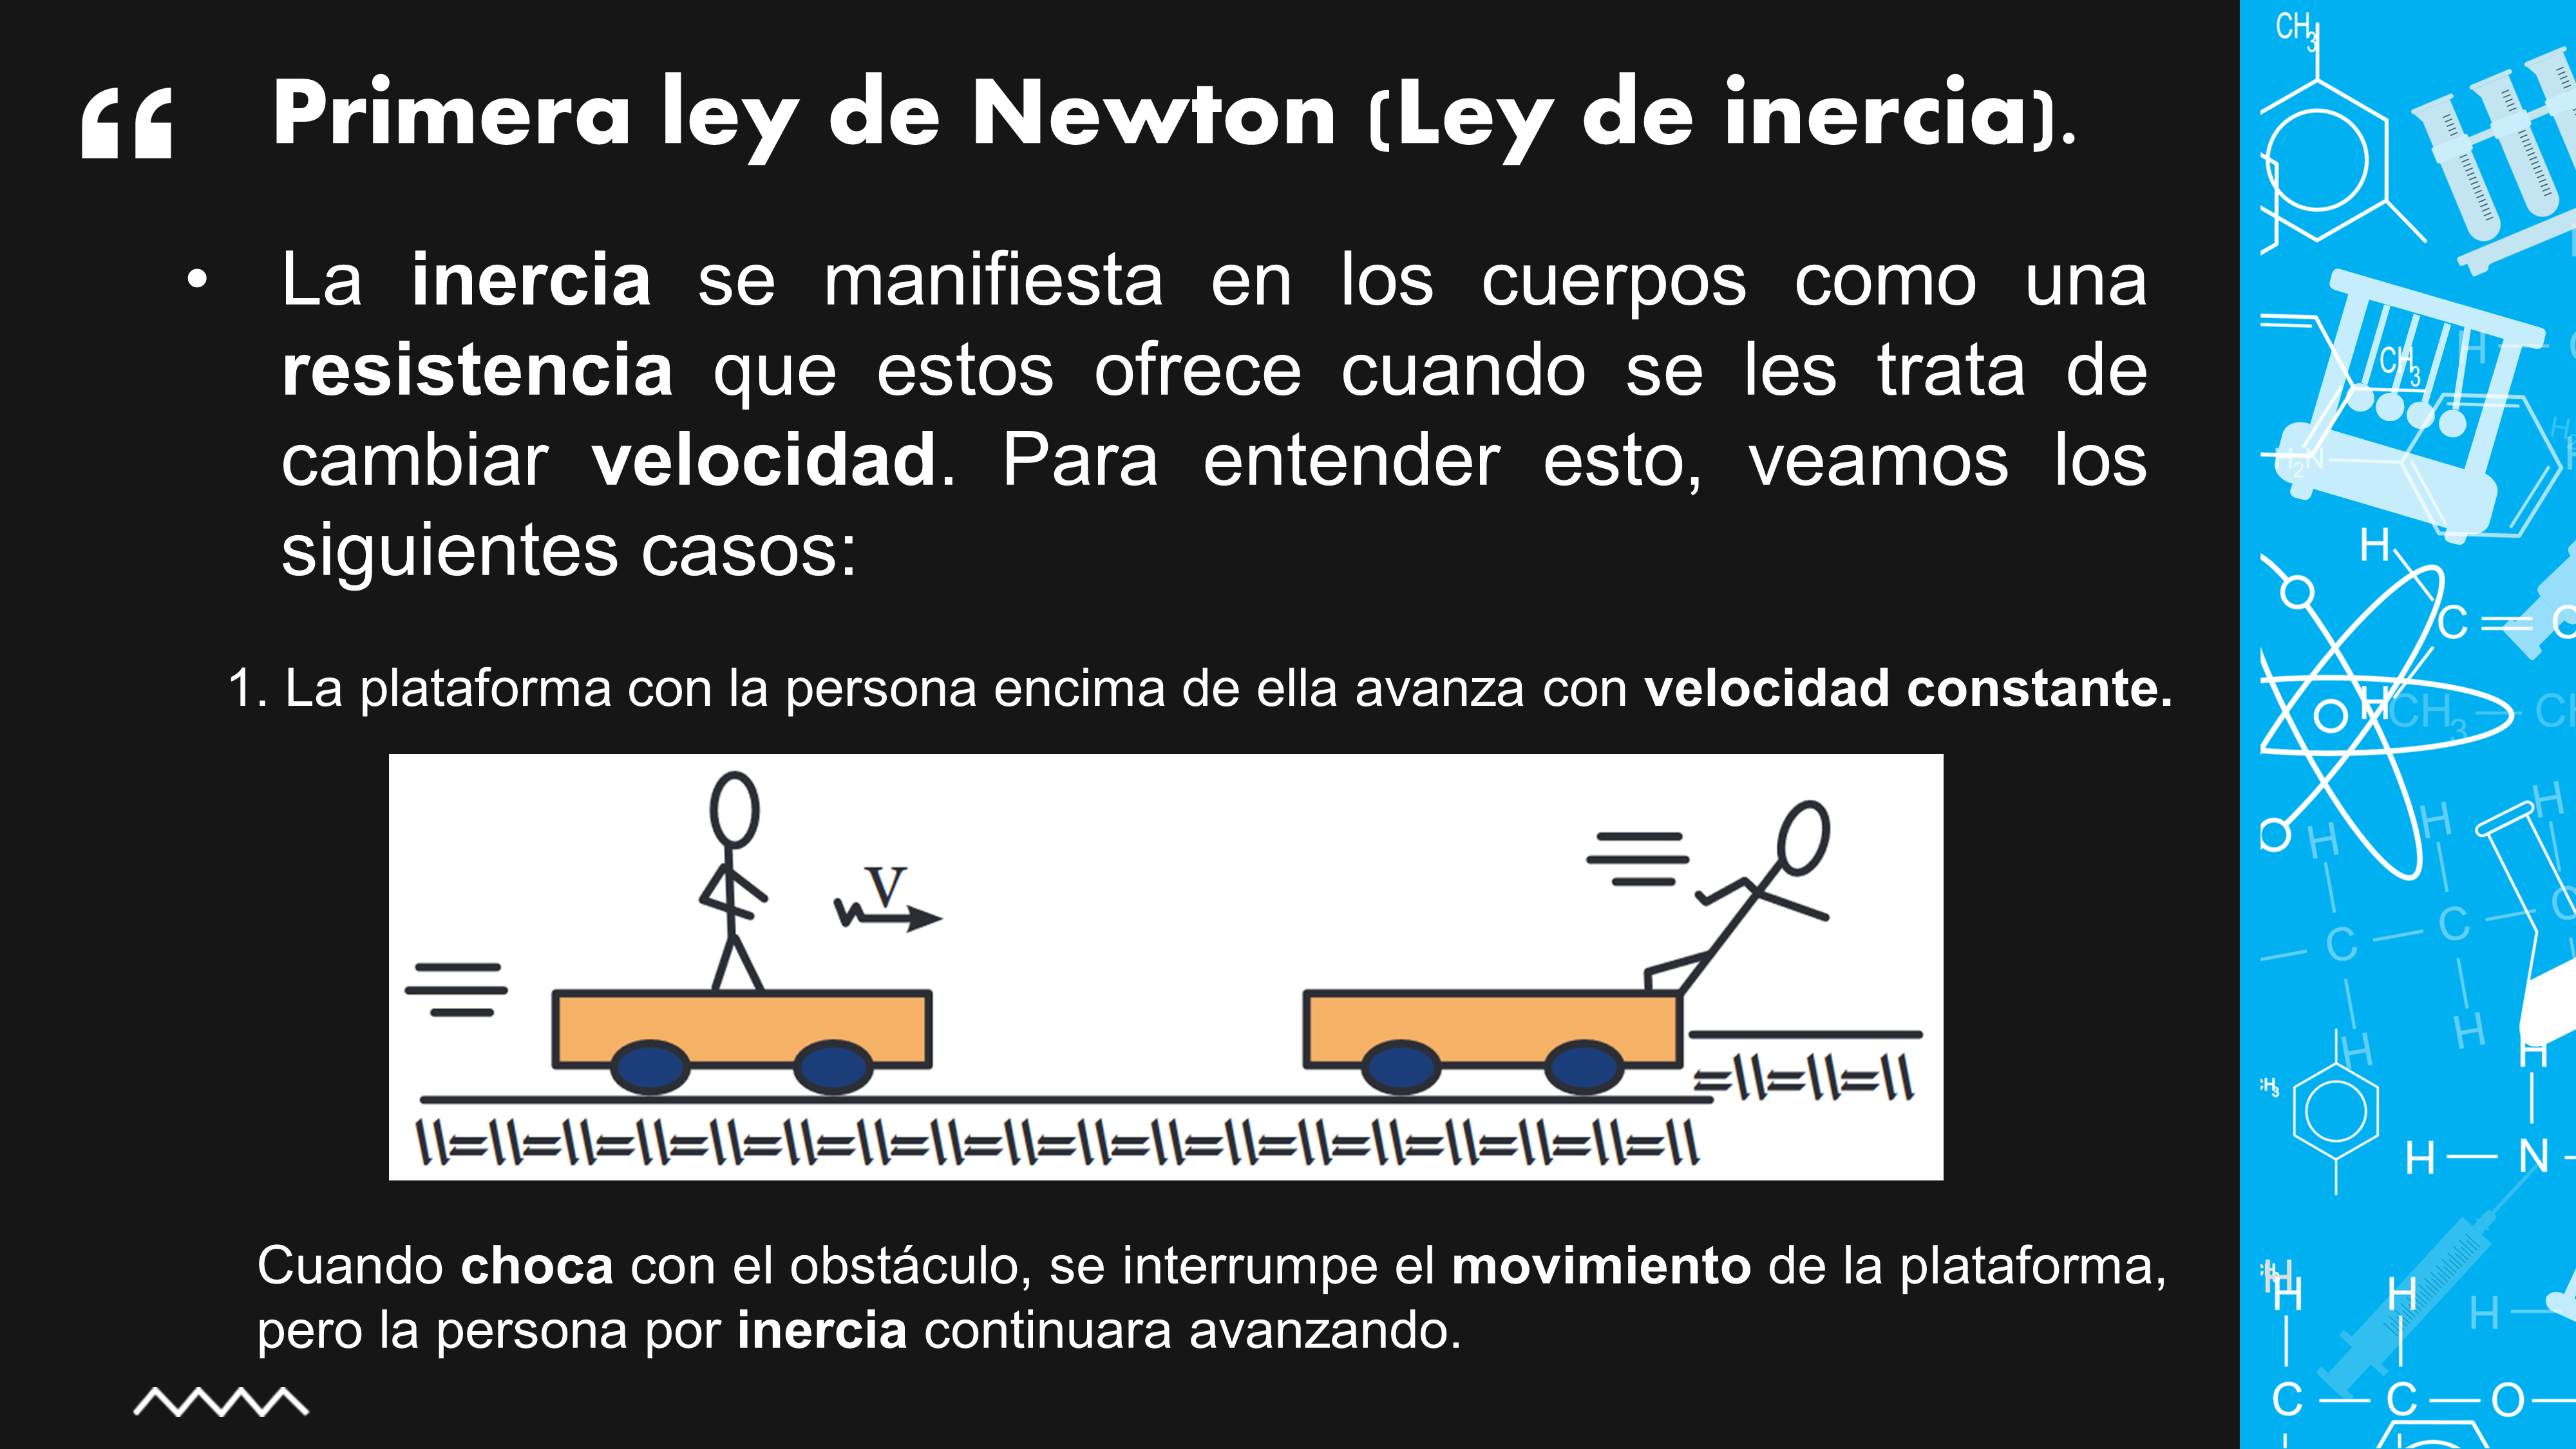 “ Primera ley de Newton (Ley de inercia).
• La inercia se manifiesta en los cuerpos como una
resistencia que estos ofrece cuando se les trata de
cambiar velocidad. Para entender esto, veamos los
siguientes casos:
1. La plataforma con la persona encima de ella avanza con velocidad constante.
V
Cuando choca con el obstáculo, se interrumpe el movimiento de la plataforma,
pero la persona por inercia continuara avanzando.
CH3
CH3
H
H2N
H
C
H
CH3
H
H
H
C
C
H
H
H
CH3
H
N
H
H
H
C
C
O